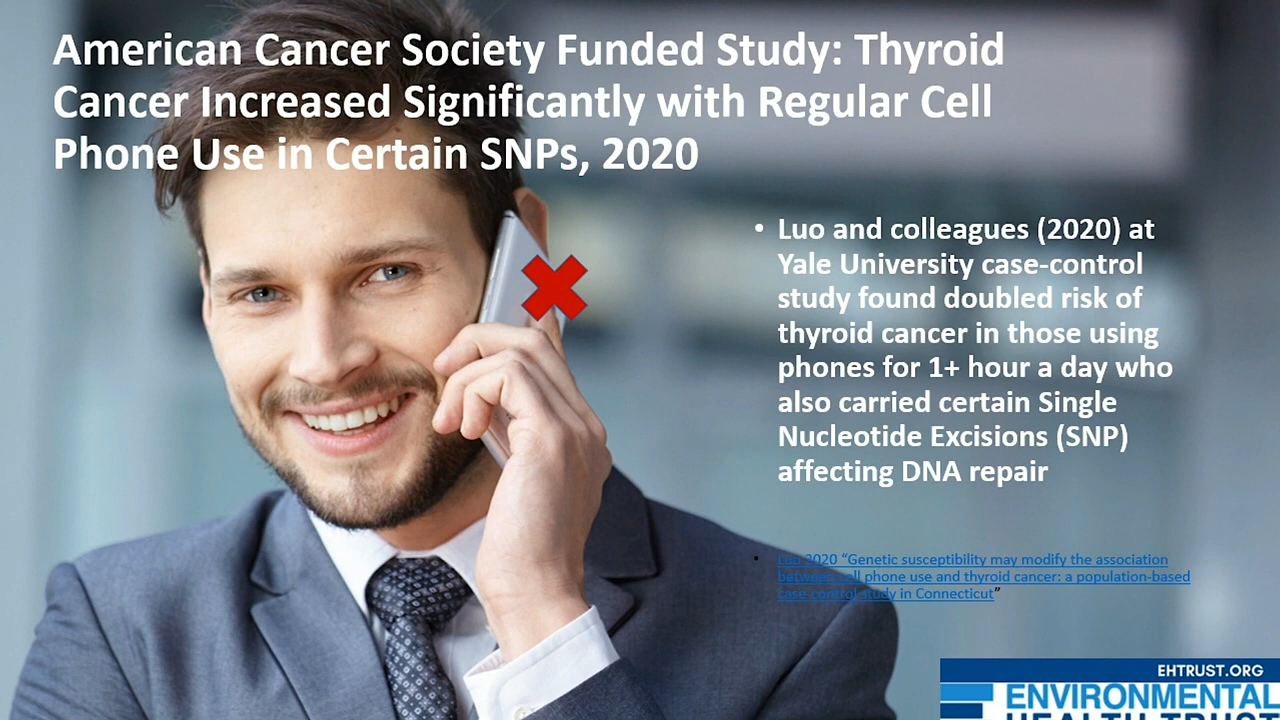 American Cancer Society Funded Study: Thyroid
Cancer Increased Significantly with Regular Cell
Phone Use in Certain SNPs, 2020
• Luo and colleagues (2020) at
Yale University case-control
study found doubled risk of
thyroid cancer in those using
phones for 1+ hour a day who
also carried certain Single
Nucleotide Excisions (SNP)
affecting DNA repair
• Luo 2020 “Genetic susceptibility may modify the association
between cell phone use and thyroid cancer: a population-based
case-control study in Connecticut”
EHTRUST.ORG
ENVIRONMENTAL
HEALTH TRUST